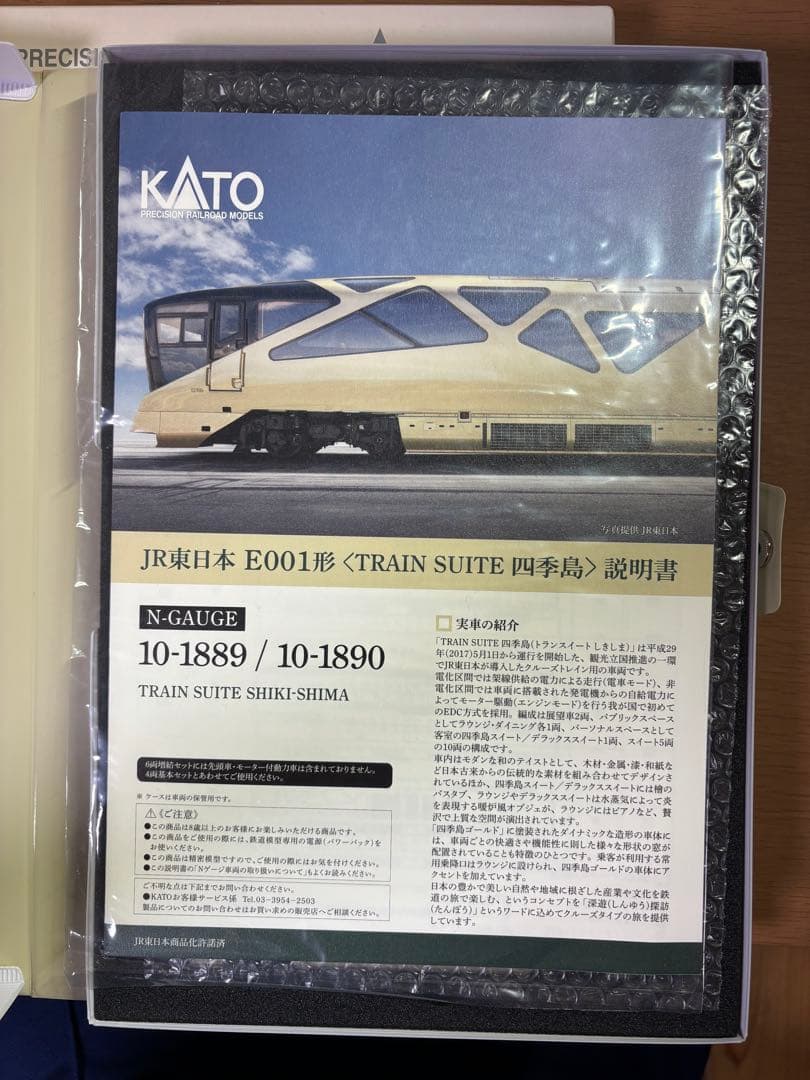 PRECISI
KATO
PRECISION RAILROAD MODELS
写真提供 JR東日本
JR東日本 E001形〈TRAIN SUITE 四季島〉説明書
N-GAUGE
10-1889 / 10-1890
TRAIN SUITE SHIKI-SHIMA
6両増結セットには先頭車・モーター付動力車は含まれておりません。
4両基本セットとあわせてご使用ください。
※ ケースは車両の保管用です。
⚠《ご注意》
●この商品は8歳以上のお客様にお楽しみいただける商品です。
●この商品をご使用の際には、鉄道模型専用の電源(パワーパック)を
お使いください。
●この商品は精密模型ですので、ご使用の際にはお気を付けください。
●この説明書の「Nゲージ車両の取り扱いについて」もよくお読みください。
ご不明な点は下記までお問い合わせください。
●KATOお客様サービス係 Tel.03-3954-2503
製品についてのお問い合わせはお買い求めの販売店へご相談ください。
JR東日本商品化許諾済
実車の紹介
「TRAIN SUITE 四季島(トランスイートしきしま)」は平成29
年(2017)5月1日から運行を開始した、観光立国推進の一環
でJR東日本が導入したクルーズトレイン用の車両です。
電化区間では架線供給の電力による走行(電車モード)、非
電化区間では車両に搭載された発電機からの自給電力に
よってモーター駆動(エンジンモード)を行う我が国で初めて
のEDC方式を採用。編成は展望車2両、パブリックスペース
としてラウンジ・ダイニング各1両、パーソナルスペースとして
客室の四季島スイート/デラックススイート1両、スイート5両
の10両の構成です。
車内はモダンな和のテイストとして、木材・金属・漆・和紙な
ど日本古来からの伝統的な素材を組み合わせてデザインさ
れているほか、四季島スイート/デラックススイートには檜の
バスタブ、ラウンジやデラックススイートは水蒸気によって炎
を表現する暖炉風オブジェが、ラウンジにはピアノなど、贅
沢で上質な空間が演出されています。
「四季島ゴールド」に塗装されたダイナミックな造形の車体に
は、車両ごとの快適さや機能性に則した様々な形状の窓が
配置されていることも特徴のひとつです。乗客が利用する常
用乗降口はラウンジに設けられ、四季島ゴールドの車体にア
クセントを加えています。
日本の豊かで美しい自然や地域に根ざした産業や文化を鉄
道の旅で楽しむ、というコンセプトを「深遊(しんゆう)探訪
(たんぼう)」というワードに込めてクルーズタイプの旅を提供
しています。